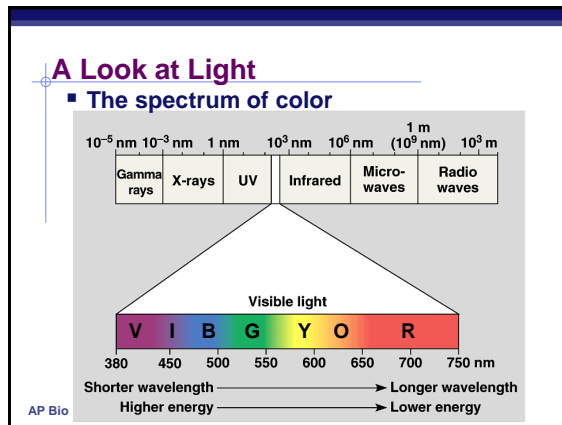 A Look at Light
▪ The spectrum of color
1 m
10⁻⁵ nm 10⁻³ nm 1 nm 10³ nm 10⁶ nm (10⁹ nm) 10³ m
Gamma rays X-rays UV Infrared Micro-waves Radio waves
Visible light
V I B G Y O R
380 450 500 550 600 650 700 750 nm
Shorter wavelength Longer wavelength
Higher energy Lower energy
AP Bio